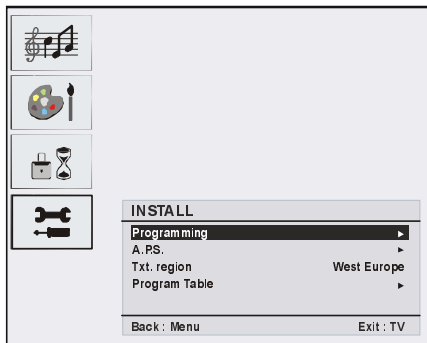 INSTALL
Programming ►
A.P.S. ►
Txt. region West Europe
Program Table ►
Back : Menu Exit : TV